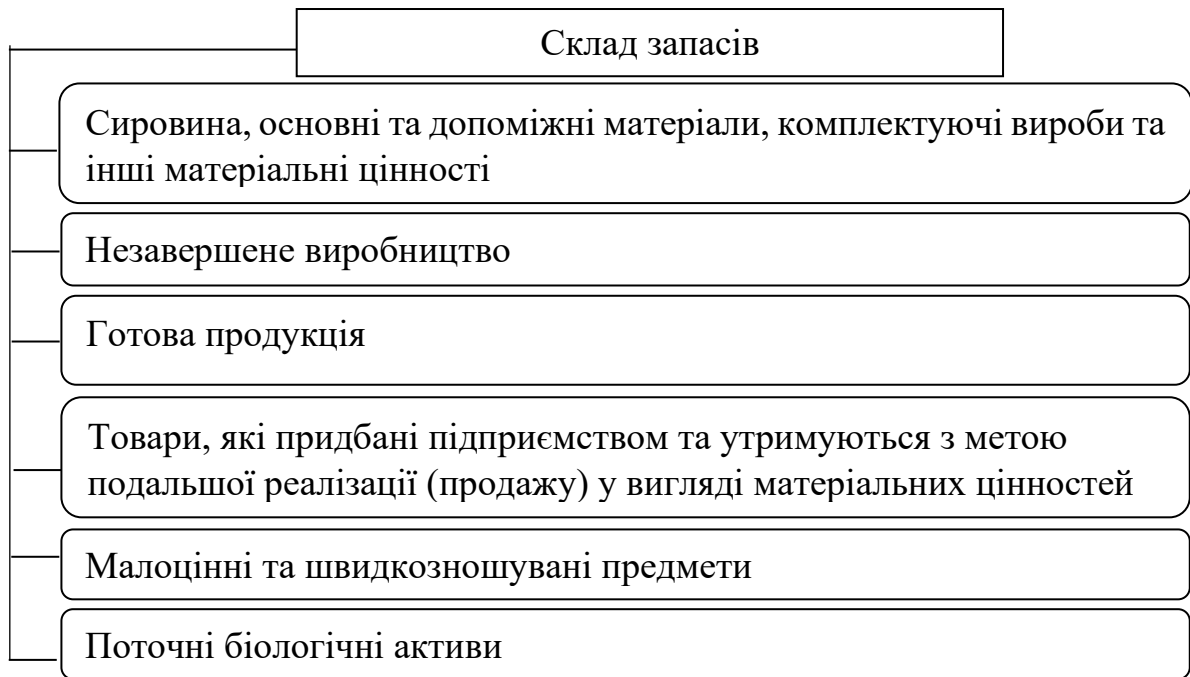 Склад запасів
Сировина, основні та допоміжні матеріали, комплектуючі вироби та
інші матеріальні цінності
Незавершене виробництво
Готова продукція
Товари, які придбані підприємством та утримуються з метою
подальшої реалізації (продажу) у вигляді матеріальних цінностей
Малоцінні та швидкозношувані предмети
Поточні біологічні активи